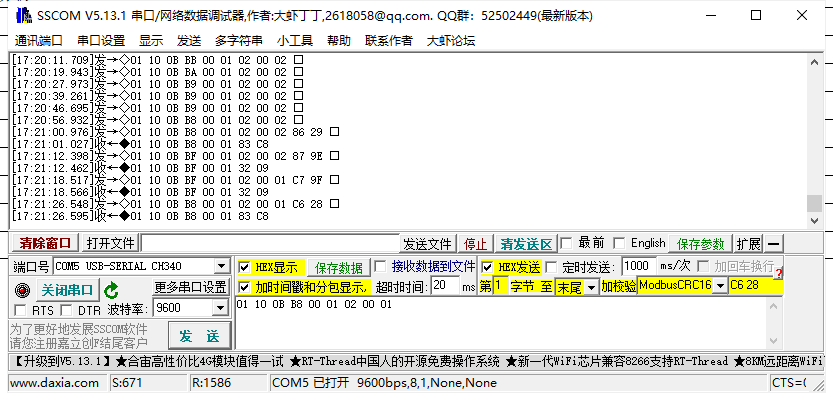 SSCOM V5.13.1 串口/网络数据调试器,作者:大虾丁丁,2618058@qq.com. QQ群: 52502449(最新版本)
通讯端口 串口设置 显示 发送 多字符串 小工具 帮助 联系作者 大虾论坛
[17:20:11.709]发→◇01 10 0B BB 00 01 02 00 02 □
[17:20:19.943]发→◇01 10 0B BA 00 01 02 00 02 □
[17:20:27.973]发→◇01 10 0B B9 00 01 02 00 02 □
[17:20:39.261]发→◇01 10 0B B9 00 01 02 00 02 □
[17:20:46.695]发→◇01 10 0B B8 00 01 02 00 02 □
[17:20:56.932]发→◇01 10 0B B8 00 01 02 00 02 □
[17:21:00.976]发→◇01 10 0B B8 00 01 02 00 02 86 29 □
[17:21:01.027]收←◆01 10 0B B8 00 01 83 C8
[17:21:12.398]发→◇01 10 0B BF 00 01 02 00 02 87 9E □
[17:21:12.462]收←◆01 10 0B BF 00 01 32 09
[17:21:18.517]发→◇01 10 0B BF 00 01 02 00 01 C7 9F □
[17:21:18.566]收←◆01 10 0B BF 00 01 32 09
[17:21:26.548]发→◇01 10 0B B8 00 01 02 00 01 C6 28 □
[17:21:26.595]收←◆01 10 0B B8 00 01 83 C8
清除窗口 打开文件 发送文件 停止 清发送区 最前 English 保存参数 扩展 —
端口号 COM5 USB-SERIAL CH340 HEX显示 保存数据 接收数据到文件 HEX发送 定时发送: 1000 ms/次 加回车换行 ?
关闭串口 更多串口设置 加时间戳和分包显示, 超时时间: 20 ms 第 1 字节 至 末尾 加校验 ModbusCRC16 C6 28
RTS DTR 波特率: 9600
01 10 0B B8 00 01 02 00 01
为了更好地发展SSCOM软件
请您注册嘉立创F结尾客户
发 送
【升级到V5.13.1】★合宙高性价比4G模块值得一试 ★RT-Thread中国人的开源免费操作系统 ★新一代WiFi芯片兼容8266支持RT-Thread ★8KM远距离WiFi
www.daxia.com S:671 R:1586 COM5 已打开 9600bps,8,1,None,None CTS=